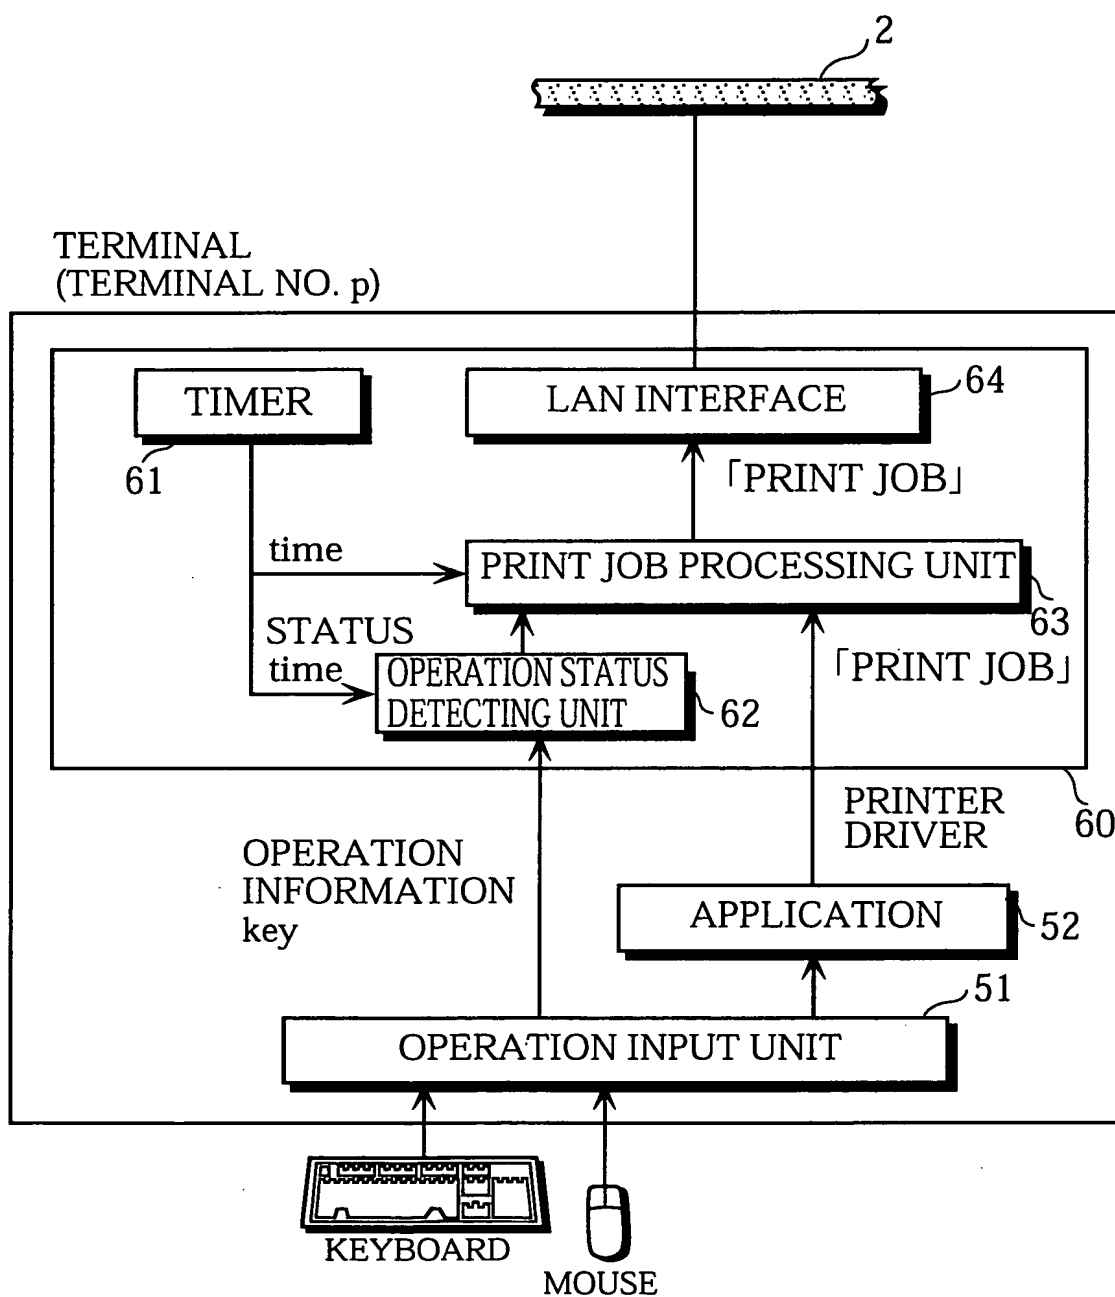 2
TERMINAL
(TERMINAL NO. p)
TIMER
LAN INTERFACE
64
61
「PRINT JOB」
time
PRINT JOB PROCESSING UNIT
63
STATUS
time
OPERATION STATUS
DETECTING UNIT
62
「PRINT JOB」
60
PRINTER
DRIVER
OPERATION
INFORMATION
key
APPLICATION
52
51
OPERATION INPUT UNIT
KEYBOARD
MOUSE